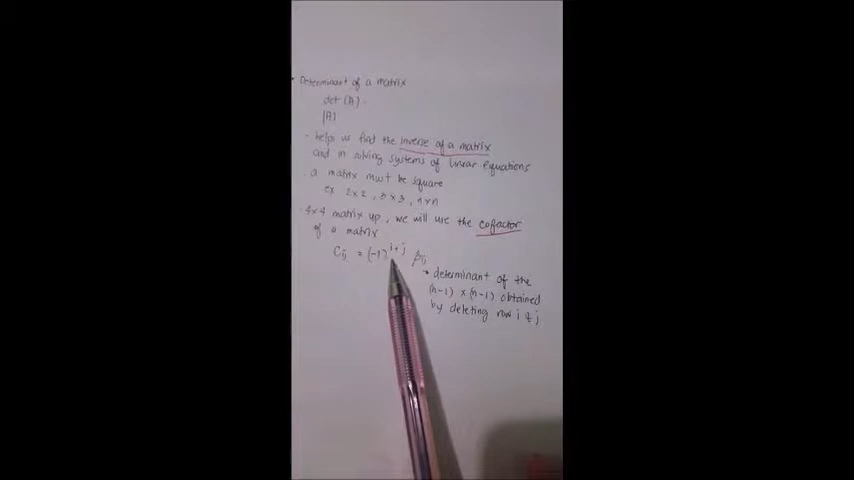 • Determinant of a matrix
det (A)
|A|
- helps us find the inverse of a matrix
and in solving systems of linear equations
. a matrix must be square
ex 2x2, 3x3, nxn
· 4x4 matrix up, we will use the cofactor
of a matrix
Cij = (-1)^i+j βij
→ determinant of the
(n-1) x (n-1) obtained
by deleting row i & j